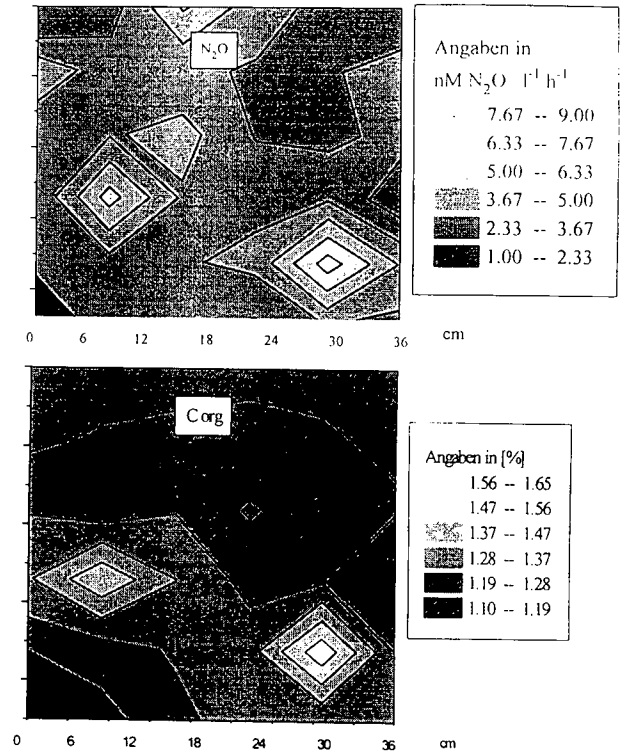 N₂O
Angaben in
nM N₂O l⁻¹ h⁻¹
7.67 -- 9.00
6.33 -- 7.67
5.00 -- 6.33
3.67 -- 5.00
2.33 -- 3.67
1.00 -- 2.33
0 6 12 18 24 30 36 cm
C org
Angaben in [%]
1.56 -- 1.65
1.47 -- 1.56
1.37 -- 1.47
1.28 -- 1.37
1.19 -- 1.28
1.10 -- 1.19
0 6 12 18 24 30 36 cm